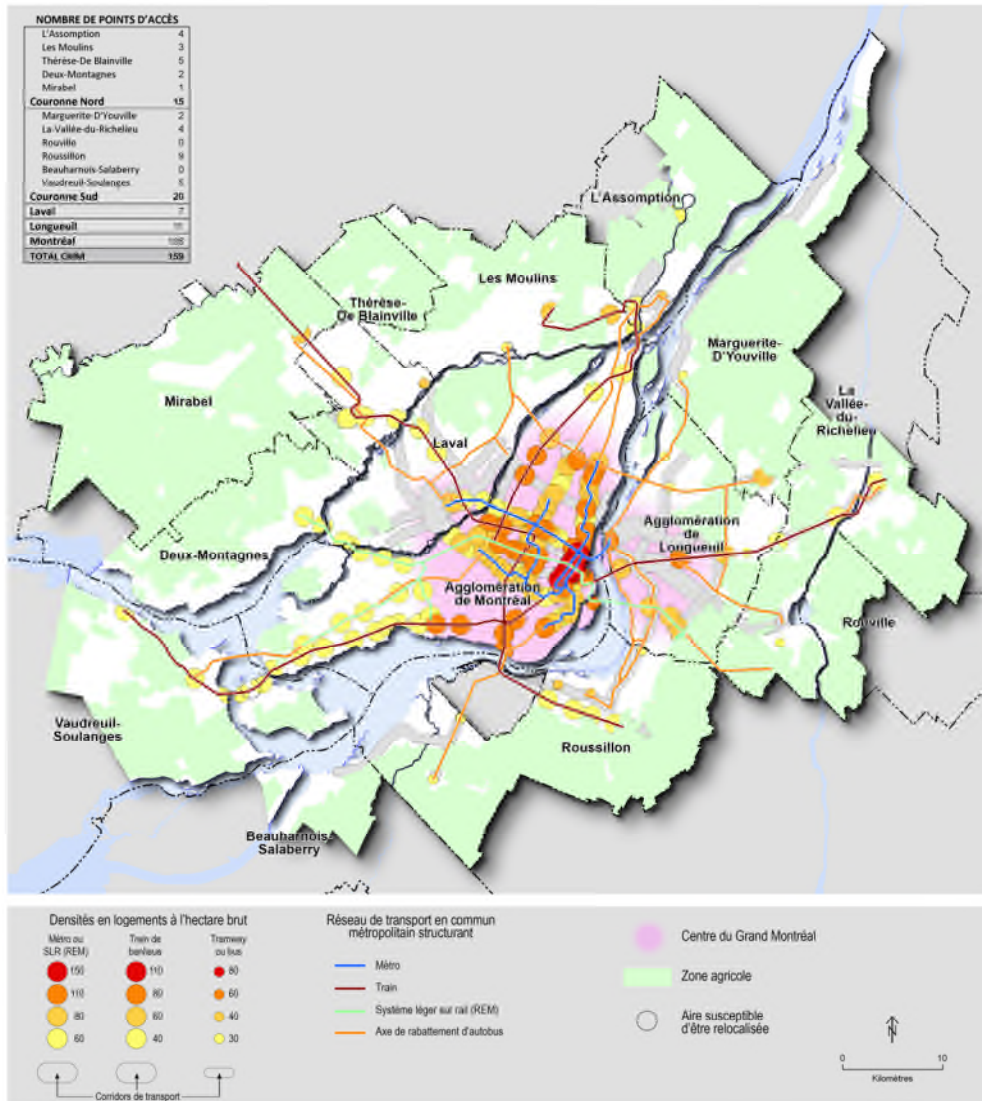 NOMBRE DE POINTS D'ACCÈS
L'Assomption 4
Les Moulins 3
Thérèse-De Blainville 5
Deux-Montagnes 2
Mirabel 1
Couronne Nord 15
Marguerite-D'Youville 2
La-Vallée-du-Richelieu 4
Rouville 0
Roussillon 9
Beauharnois-Salaberry 0
Vaudreuil-Soulanges 5
Couronne Sud 20
Laval 7
Longueuil
Montréal
TOTAL CMM 159
L'Assomption
Les Moulins
Thérèse-
De Blainville
Marguerite-
D'Youville
Mirabel
La
Vallée-
du-
Richelieu
Laval
Agglomération
de
Longueuil
Deux-Montagnes
Agglomération
de Montréal
Rouville
Vaudreuil-
Soulanges
Roussillon
Beauharnois-
Salaberry
Densités en logements à l'hectare brut
Métro ou
SLR (REM)
Train de
banlieue
Tramway
ou bus
150 110 80
110 80 60
80 60 40
60 40 30
Corridors de transport
Réseau de transport en commun
métropolitain structurant
Métro
Train
Système léger sur rail (REM)
Axe de rabattement d'autobus
Centre du Grand Montréal
Zone agricole
Aire susceptible
d'être relocalisée
N
0 10
Kilomètres